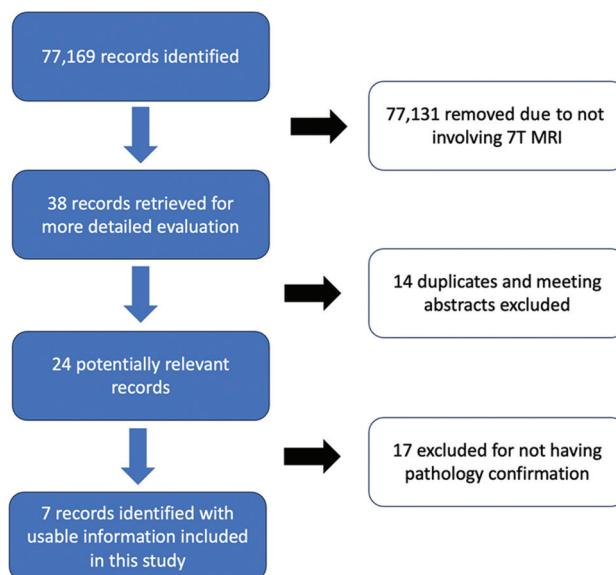 77,169 records identified
77,131 removed due to not
involving 7T MRI
38 records retrieved for
more detailed evaluation
14 duplicates and meeting
abstracts excluded
24 potentially relevant
records
17 excluded for not having
pathology confirmation
7 records identified with
usable information included
in this study